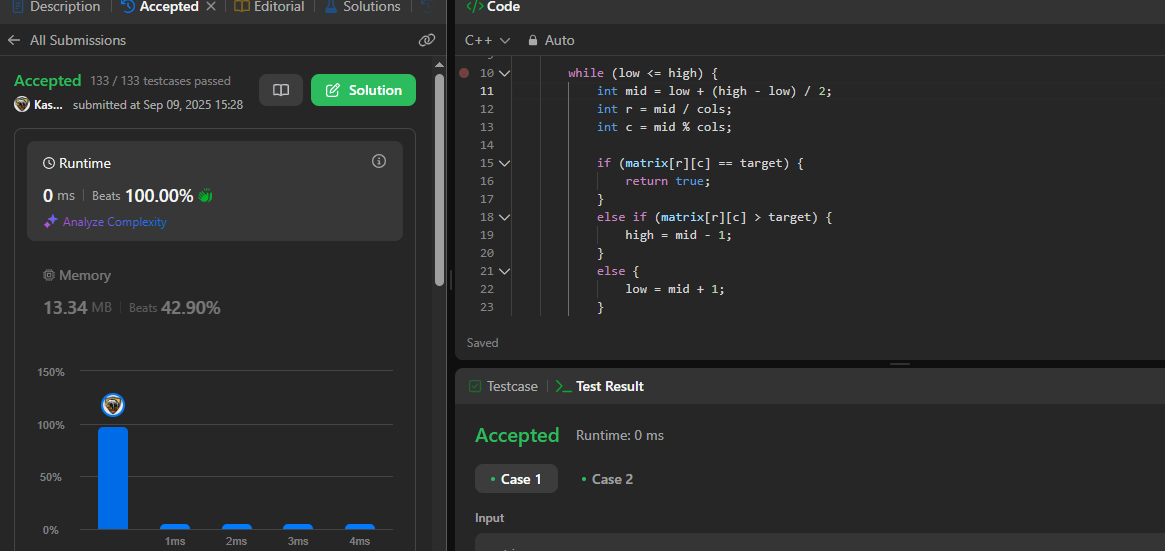 Description
Accepted
Editorial
Solutions
All Submissions
Accepted 133 / 133 testcases passed
Kas... submitted at Sep 09, 2025 15:28
Solution
Runtime
0 ms Beats 100.00%
Analyze Complexity
Memory
13.34 MB Beats 42.90%
150%
100%
50%
0%
1ms 2ms 3ms 4ms
</> Code
C++ Auto
10 while (low <= high) {
11 int mid = low + (high - low) / 2;
12 int r = mid / cols;
13 int c = mid % cols;
14
15 if (matrix[r][c] == target) {
16 return true;
17 }
18 else if (matrix[r][c] > target) {
19 high = mid - 1;
20 }
21 else {
22 low = mid + 1;
23 }
Saved
Testcase
>_ Test Result
Accepted Runtime: 0 ms
• Case 1 • Case 2
Input